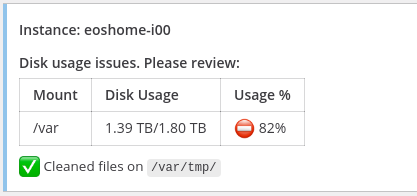 Instance: eoshome-i00
Disk usage issues. Please review:
Mount Disk Usage Usage %
/var 1.39 TB/1.80 TB ⛔ 82%
✅ Cleaned files on /var/tmp/